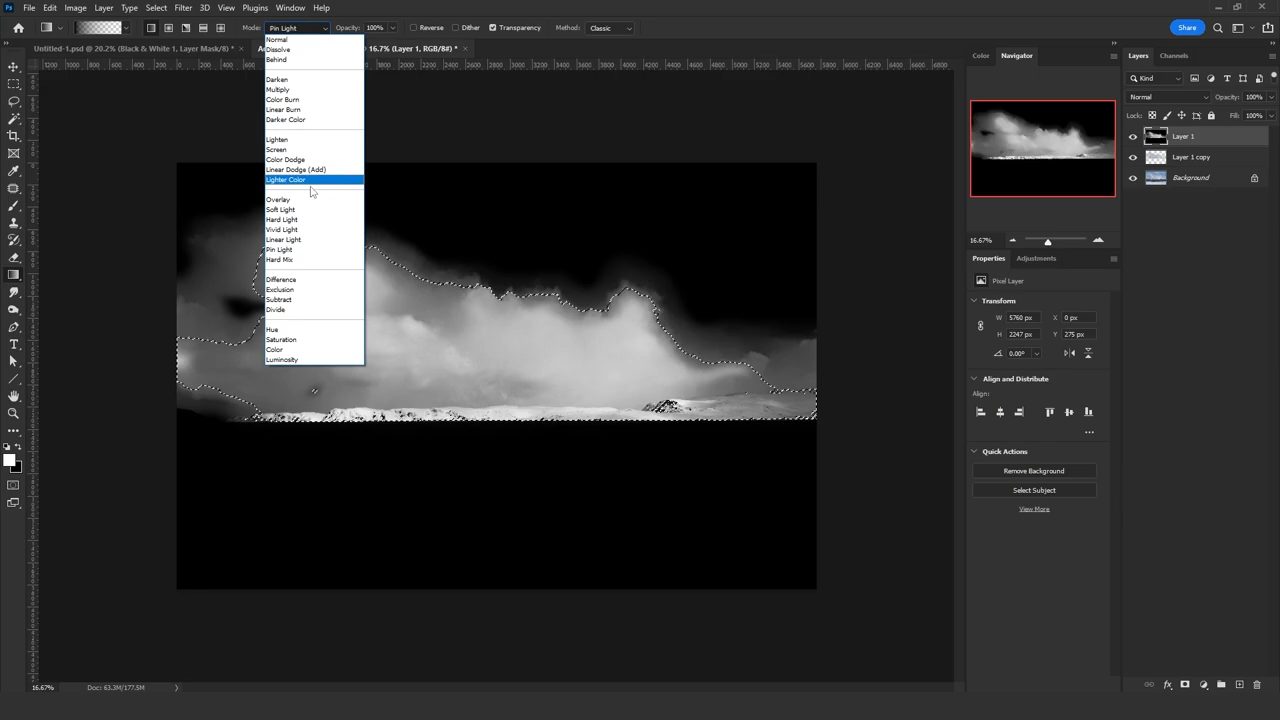 Ps File Edit Image Layer Type Select Filter 3D View Plugins Window Help
Mode: Pin Light Opacity: 100% Reverse Dither Transparency Method: Classic Share
Untitled-1.psd @ 20.2% (Black & White 1, Layer Mask/8) * × 16.7% (Layer 1, RGB/8#) * ×
Normal
Dissolve
Behind
Darken
Multiply
Color Burn
Linear Burn
Darker Color
Lighten
Screen
Color Dodge
Linear Dodge (Add)
Lighter Color
Overlay
Soft Light
Hard Light
Vivid Light
Linear Light
Pin Light
Hard Mix
Difference
Exclusion
Subtract
Divide
Hue
Saturation
Color
Luminosity
Color Navigator
16.67%
Properties Adjustments
Pixel Layer
Transform
W 5760 px X 0 px
H 2247 px Y 275 px
0.00°
Align and Distribute
Align:
Quick Actions
Remove Background
Select Subject
View More
Layers Channels
Kind
Normal Opacity: 100%
Lock: Fill: 100%
Layer 1
Layer 1 copy
Background
16.67% Doc: 63.3M/177.5M